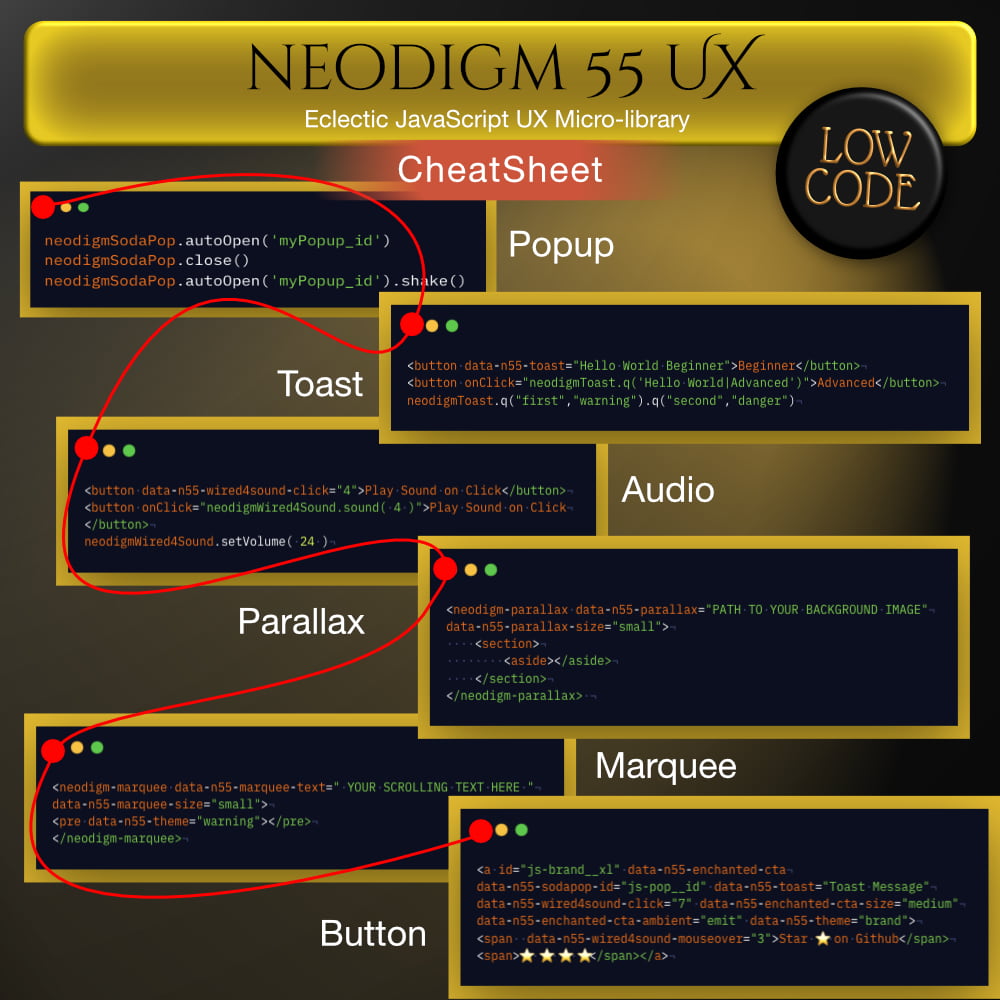 NEODIGM 55 UX
Eclectic JavaScript UX Micro-library
LOW
CODE
CheatSheet
neodigmSodaPop.autoOpen('myPopup_id')
neodigmSodaPop.close()
neodigmSodaPop.autoOpen('myPopup_id').shake()
Popup
Toast
<button data-n55-toast="Hello World Beginner">Beginner</button>
<button onClick="neodigmToast.q('Hello World|Advanced')">Advanced</button>
neodigmToast.q("first","warning").q("second","danger")
<button data-n55-wired4sound-click="4">Play Sound on Click</button>
<button onClick="neodigmWired4Sound.sound( 4 )">Play Sound on Click
</button>
neodigmWired4Sound.setVolume( 24 )
Audio
Parallax
<neodigm-parallax data-n55-parallax="PATH TO YOUR BACKGROUND IMAGE"
data-n55-parallax-size="small">
<section>
<aside></aside>
</section>
</neodigm-parallax>
<neodigm-marquee data-n55-marquee-text=" YOUR SCROLLING TEXT HERE "
data-n55-marquee-size="small">
<pre data-n55-theme="warning"></pre>
</neodigm-marquee>
Marquee
Button
<a id="js-brand__xl" data-n55-enchanted-cta
data-n55-sodapop-id="js-pop__id" data-n55-toast="Toast Message"
data-n55-wired4sound-click="7" data-n55-enchanted-cta-size="medium"
data-n55-enchanted-cta-ambient="emit" data-n55-theme="brand">
<span data-n55-wired4sound-mouseover="3">Star ⭐ on Github</span>
<span>⭐⭐⭐⭐</span></a>